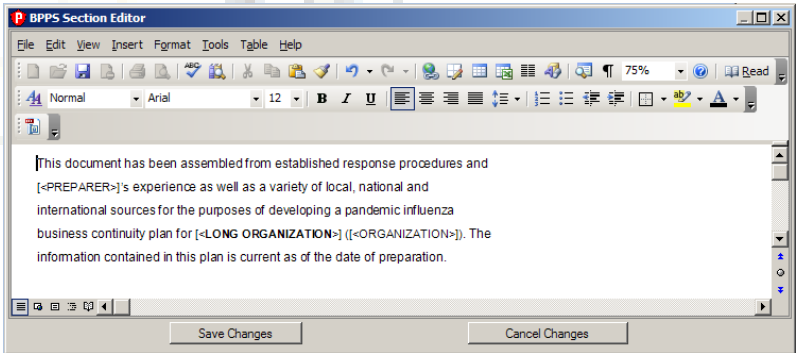 BPPS Section Editor
File Edit View Insert Format Tools Table Help
ABC 75% Read
Normal Arial 12 B I U ab A
This document has been assembled from established response procedures and
[<PREPARER>]'s experience as well as a variety of local, national and
international sources for the purposes of developing a pandemic influenza
business continuity plan for [<LONG ORGANIZATION>] ([<ORGANIZATION>]). The
information contained in this plan is current as of the date of preparation.
Save Changes Cancel Changes